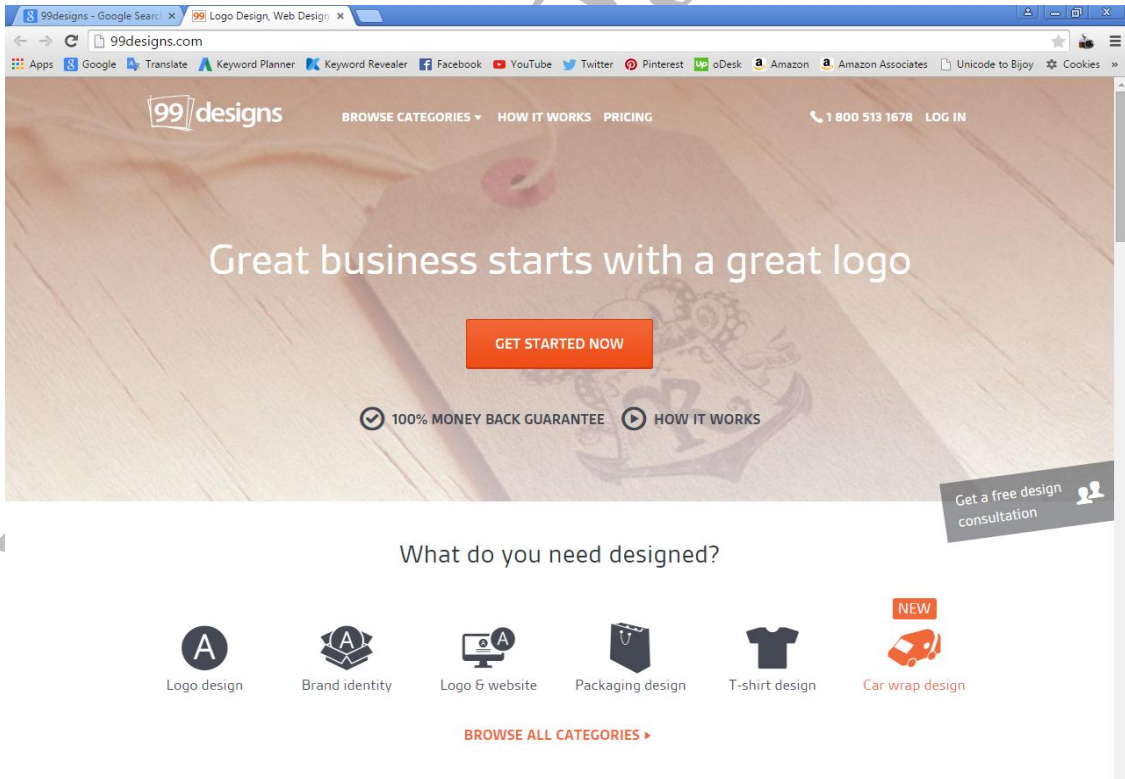 99designs - Google Searc
99 Logo Design, Web Design
99designs.com
Apps Google Translate Keyword Planner Keyword Revealer Facebook YouTube Twitter Pinterest Up oDesk a Amazon a Amazon Associates Unicode to Bijoy Cookies »
99designs BROWSE CATEGORIES HOW IT WORKS PRICING 1 800 513 1678 LOG IN
Great business starts with a great logo
GET STARTED NOW
100% MONEY BACK GUARANTEE HOW IT WORKS
Get a free design
consultation
What do you need designed?
NEW
Logo design Brand identity Logo & website Packaging design T-shirt design Car wrap design
BROWSE ALL CATEGORIES